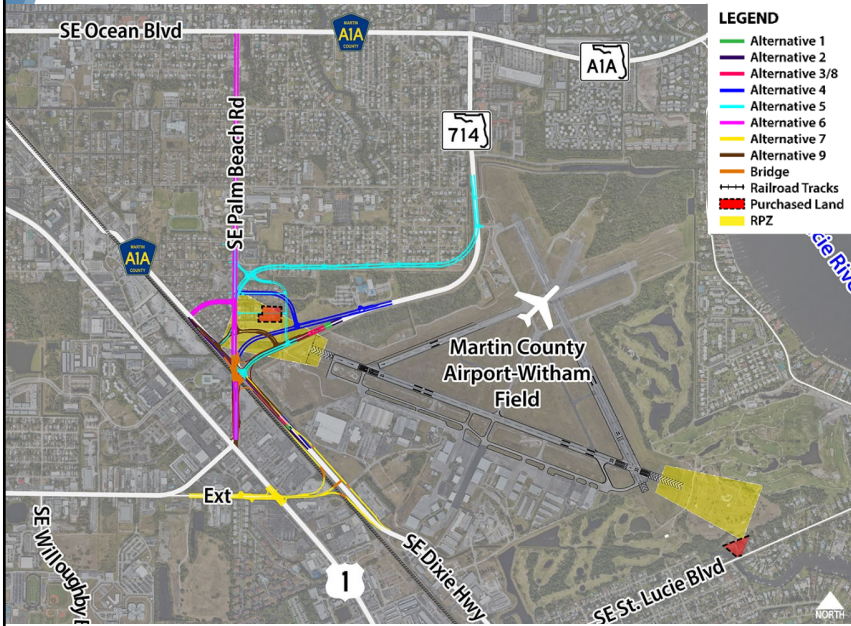 SE Ocean Blvd
MARTIN
A1A
COUNTY
A1A
714
SE Palm Beach Rd
MARTIN
A1A
COUNTY
Martin County
Airport-Witham
Field
Ext
SE Willoughby
1
SE Dixie Hwy
SE St. Lucie Blvd
NORTH
LEGEND
Alternative 1
Alternative 2
Alternative 3/8
Alternative 4
Alternative 5
Alternative 6
Alternative 7
Alternative 9
Bridge
Railroad Tracks
Purchased Land
RPZ